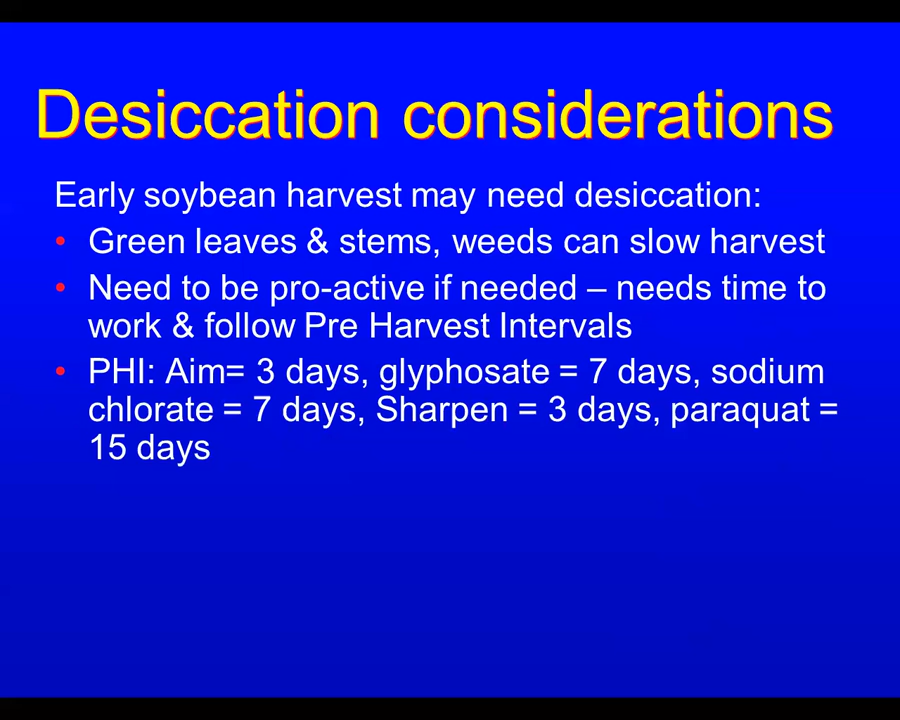 Desiccation considerations
Early soybean harvest may need desiccation:
• Green leaves & stems, weeds can slow harvest
• Need to be pro-active if needed – needs time to
work & follow Pre Harvest Intervals
• PHI: Aim= 3 days, glyphosate = 7 days, sodium
chlorate = 7 days, Sharpen = 3 days, paraquat =
15 days